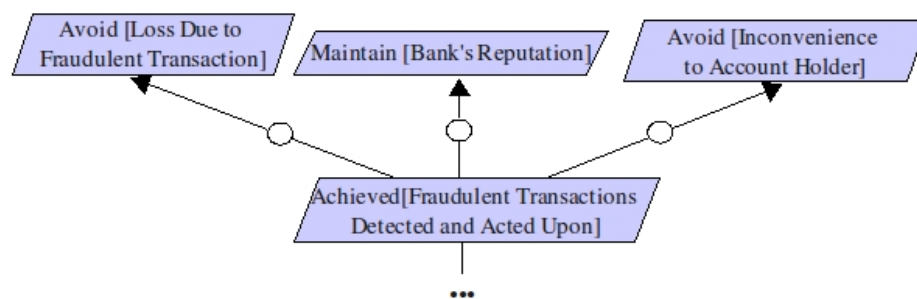 Avoid [Loss Due to
Fraudulent Transaction]
Maintain [Bank's Reputation]
Avoid [Inconvenience
to Account Holder]
Achieved[Fraudulent Transactions
Detected and Acted Upon]
...